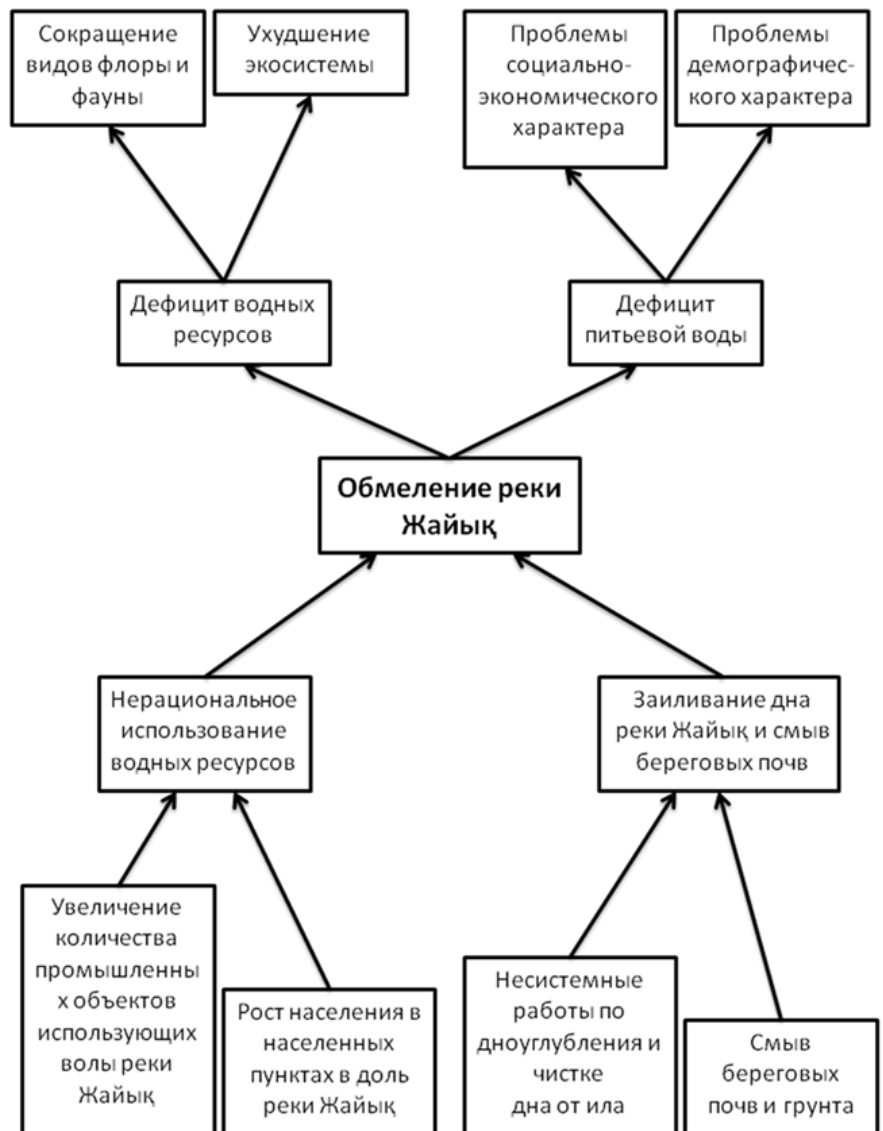 Сокращение
видов флоры и
фауны
Ухудшение
экосистемы
Проблемы
социально-
экономического
характера
Проблемы
демографичес-
кого характера
Дефицит водных
ресурсов
Дефицит
питьевой воды
Обмеление реки
Жайық
Нерациональное
использование
водных ресурсов
Заиливание дна
реки Жайық и смыв
береговых почв
Увеличение
количества
промышленны
х объектов
использующих
волы реки
Жайық
Рост населения в
населенных
пунктах в доль
реки Жайық
Несистемные
работы по
дноуглубления и
чистке
дна от ила
Смыв
береговых
почв и грунта